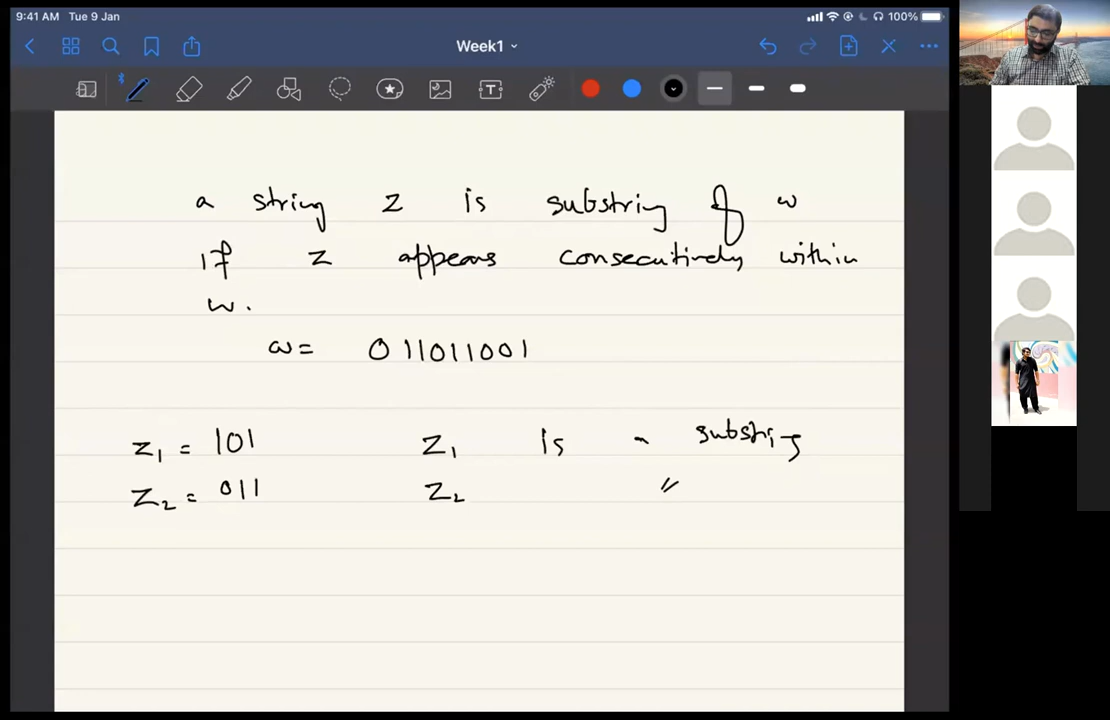 9:41 AM Tue 9 Jan 100%
Week1
a string z is substring of w
if z appears consecutively within
w.
w = 011011001
z₁ = 101 z₁ is a substring
z₂ = 011 z₂ "